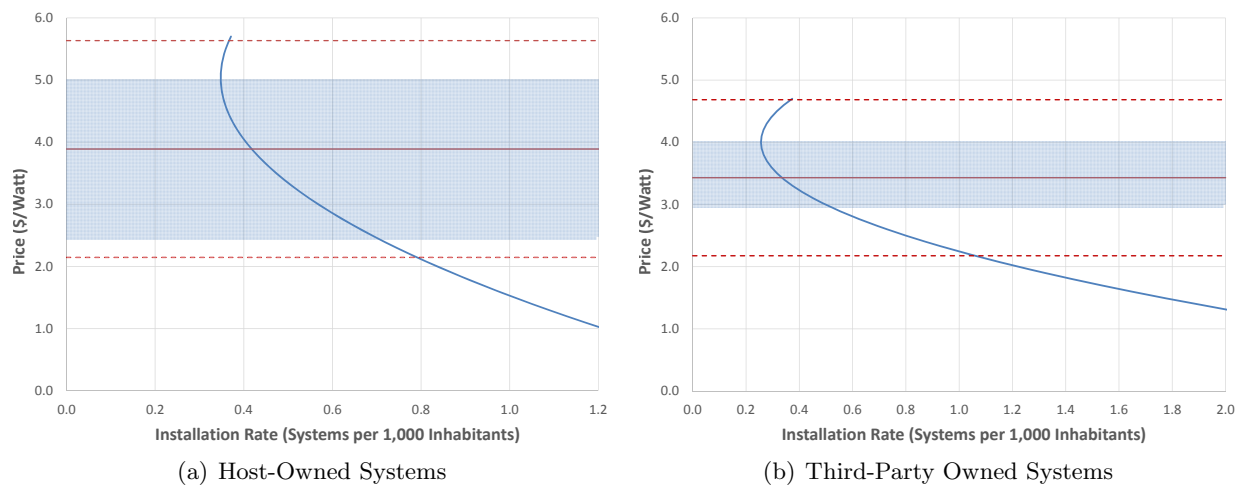 6.0
5.0
4.0
3.0
2.0
1.0
0.0
Price ($/Watt)
0.0 0.2 0.4 0.6 0.8 1.0 1.2
Installation Rate (Systems per 1,000 Inhabitants)
(a) Host-Owned Systems
6.0
5.0
4.0
3.0
2.0
1.0
0.0
Price ($/Watt)
0.0 0.2 0.4 0.6 0.8 1.0 1.2 1.4 1.6 1.8 2.0
Installation Rate (Systems per 1,000 Inhabitants)
(b) Third-Party Owned Systems